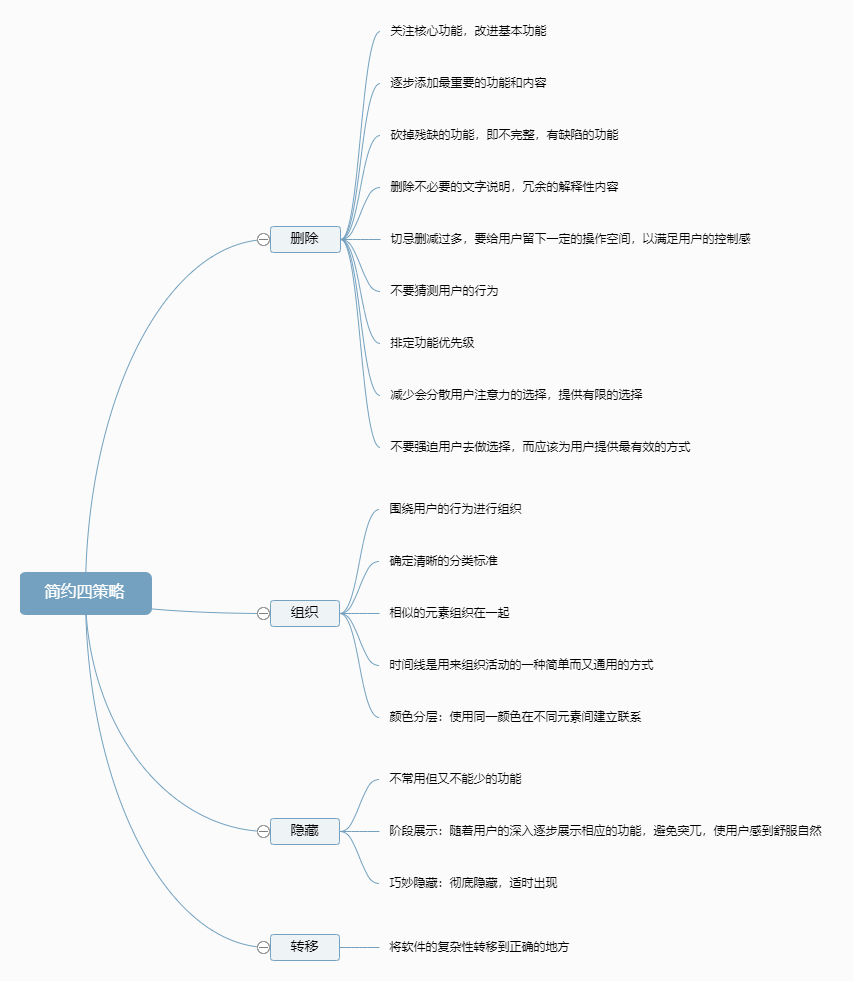 简约四策略
删除
关注核心功能，改进基本功能
逐步添加最重要的功能和内容
砍掉残缺的功能，即不完整，有缺陷的功能
删除不必要的文字说明，冗余的解释性内容
切忌删减过多，要给用户留下一定的操作空间，以满足用户的控制感
不要猜测用户的行为
排定功能优先级
减少会分散用户注意力的选择，提供有限的选择
不要强迫用户去做选择，而应该为用户提供最有效的方式
组织
围绕用户的行为进行组织
确定清晰的分类标准
相似的元素组织在一起
时间线是用来组织活动的一种简单而又通用的方式
颜色分层：使用同一颜色在不同元素间建立联系
隐藏
不常用但又不能少的功能
阶段展示：随着用户的深入逐步展示相应的功能，避免突兀，使用户感到舒服自然
巧妙隐藏：彻底隐藏，适时出现
转移
将软件的复杂性转移到正确的地方